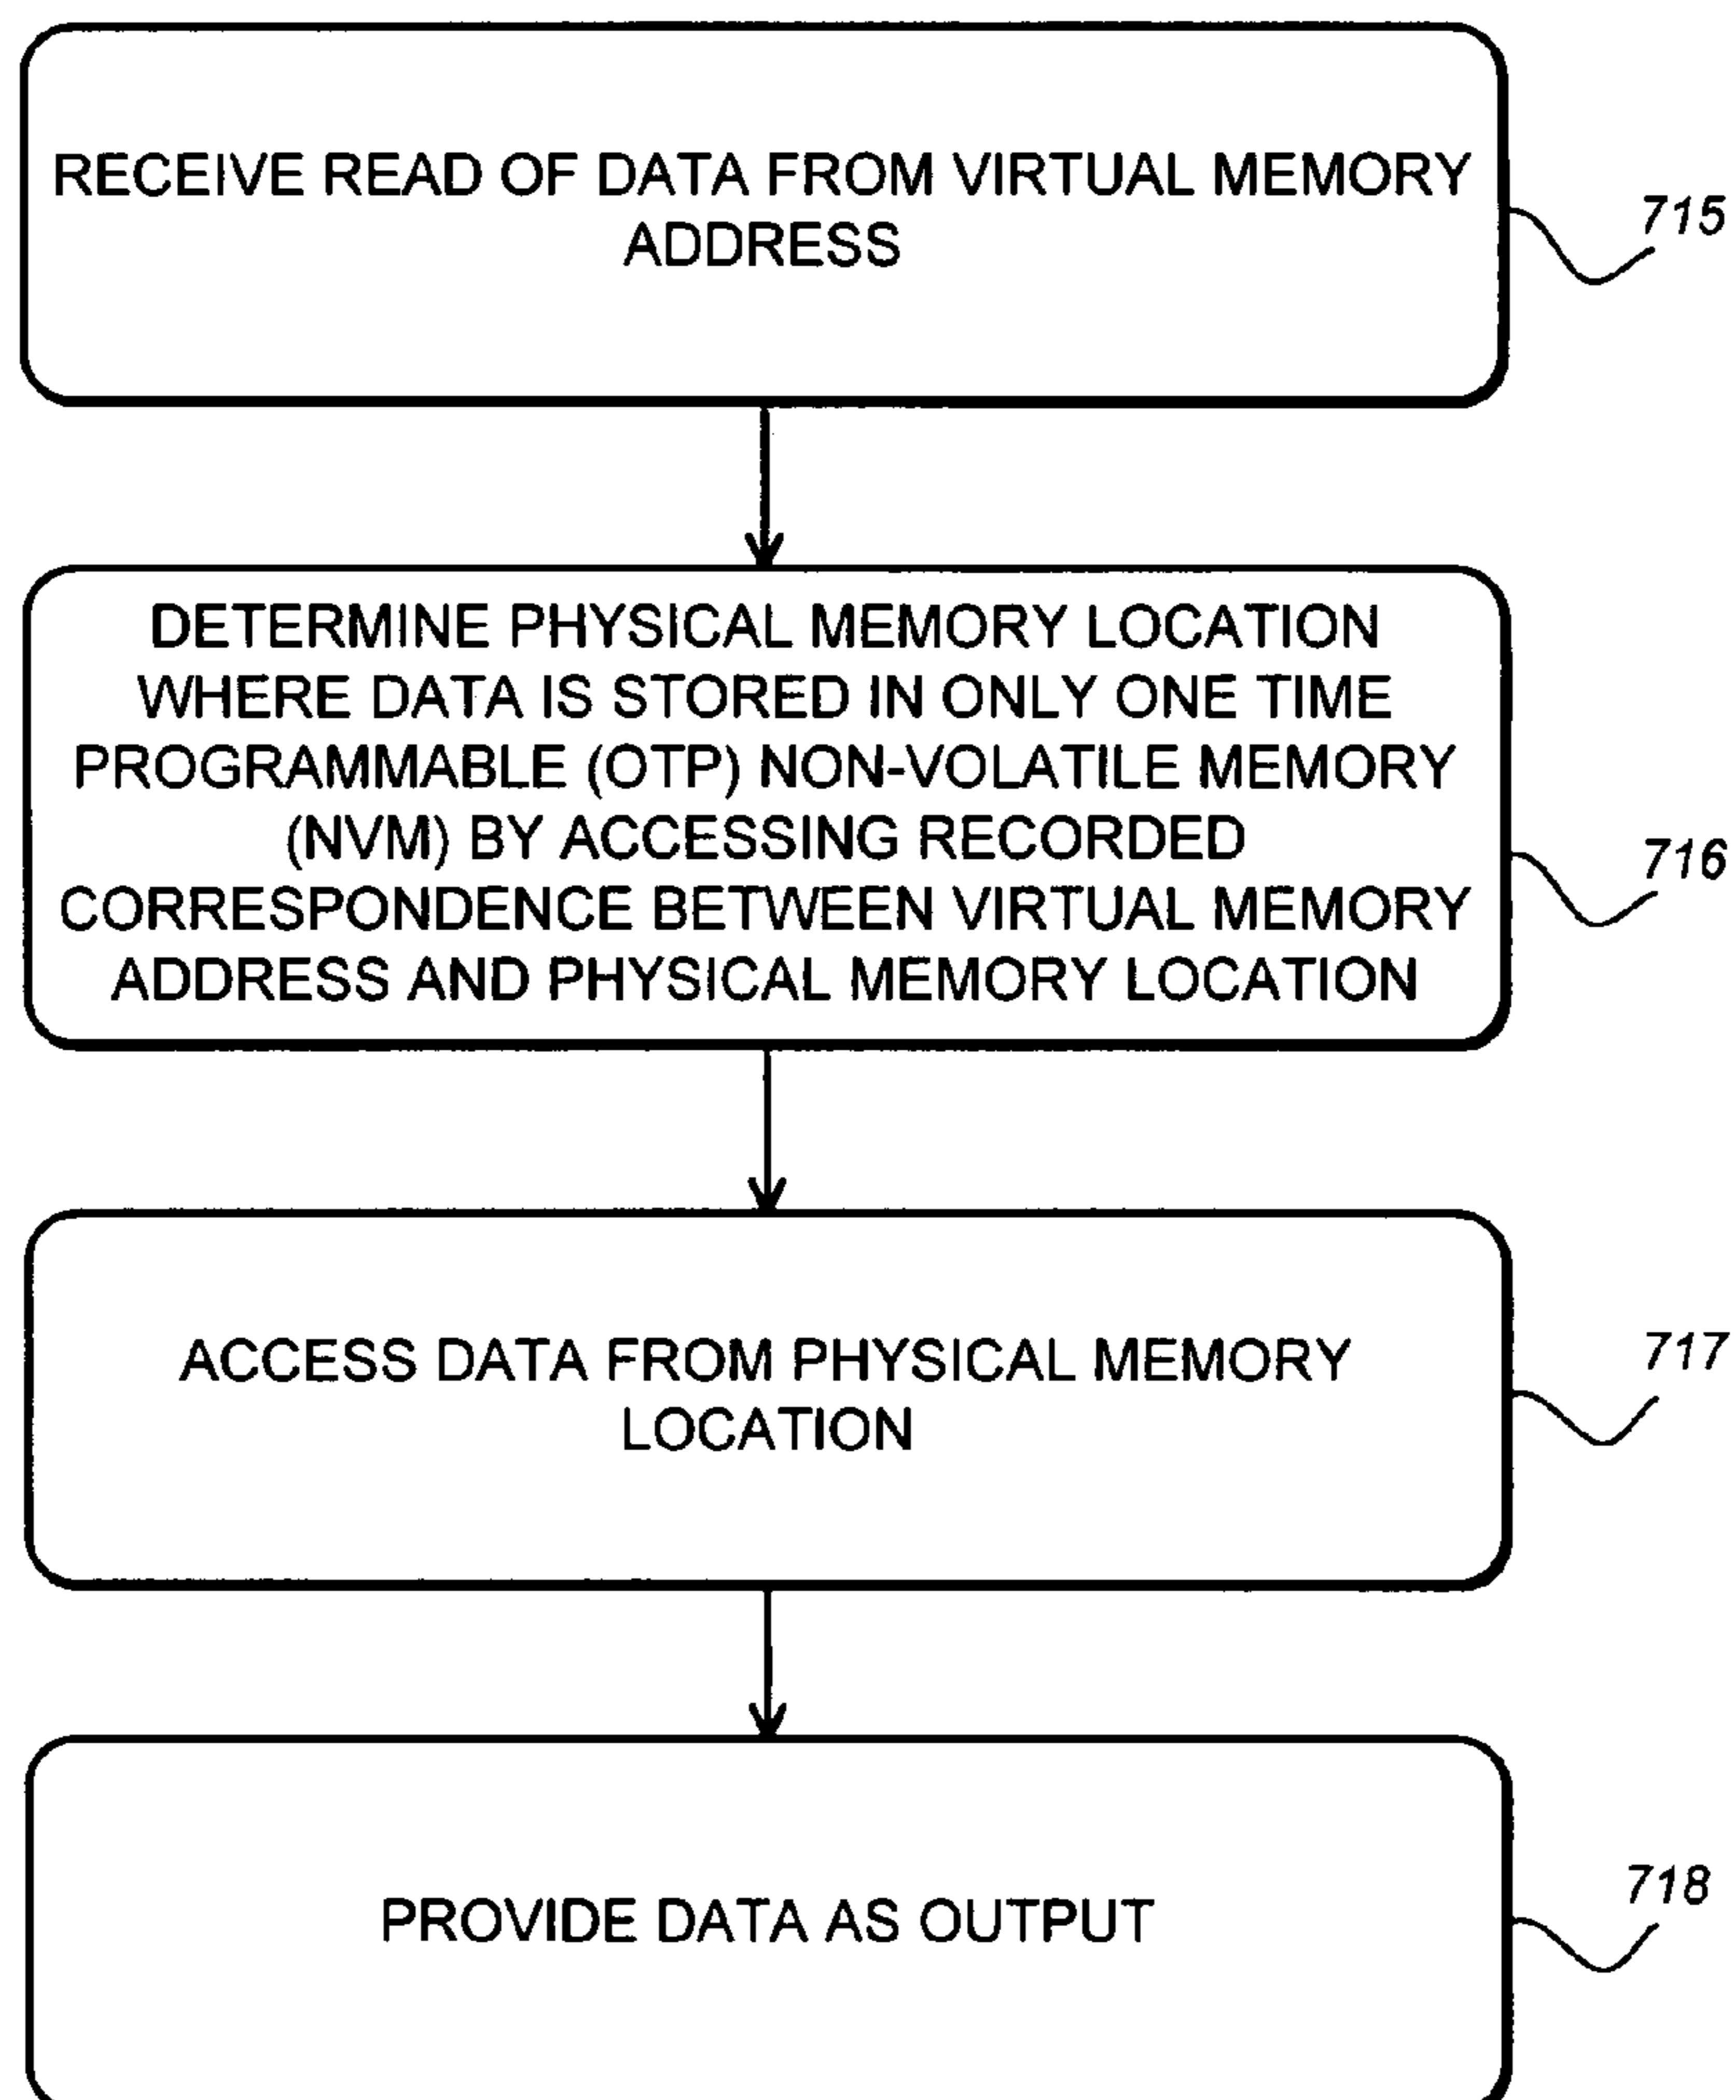 RECEIVE READ OF DATA FROM VIRTUAL MEMORY
ADDRESS
715
DETERMINE PHYSICAL MEMORY LOCATION
WHERE DATA IS STORED IN ONLY ONE TIME
PROGRAMMABLE (OTP) NON-VOLATILE MEMORY
(NVM) BY ACCESSING RECORDED
CORRESPONDENCE BETWEEN VIRTUAL MEMORY
ADDRESS AND PHYSICAL MEMORY LOCATION
716
ACCESS DATA FROM PHYSICAL MEMORY
LOCATION
717
PROVIDE DATA AS OUTPUT
718